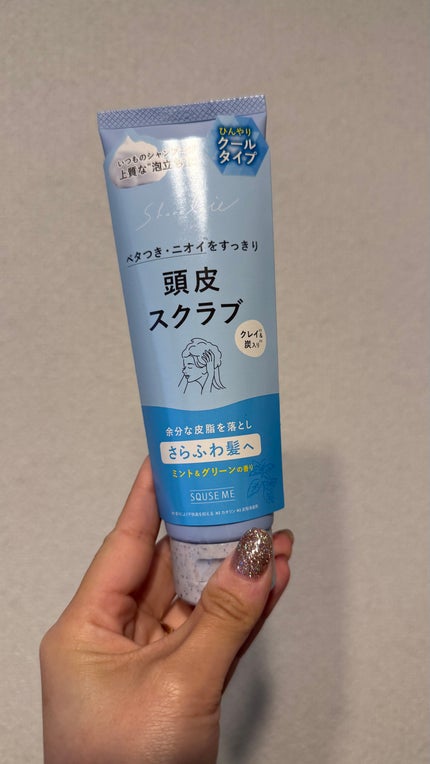 ひんやり
クール
タイプ
いつものシャンプー
上質な"泡立ち
ベタつき・ニオイをすっきり
頭皮
スクラブ
クレイ&
炭入り
余分な皮脂を落とし
さらふわ髪へ
ミント&グリーンの香り
SQUSE ME